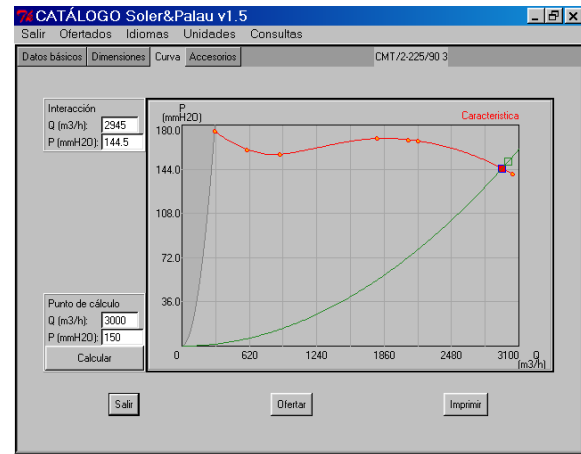 CATÁLOGO Soler&Palau v1.5
Salir Ofertados Idiomas Unidades Consultas
Datos básicos Dimensiones Curva Accesorios CMT/2-225/90 3
Interacción
Q (m3/h): 2945
P (mmH2O): 144.5
P
(mmH2O)
Caracteristica
180.0
144.0
108.0
72.0
36.0
0 620 1240 1860 2480 3100 Q
(m3/h)
Punto de cálculo
Q (m3/h): 3000
P (mmH2O): 150
Calcular
Salir Ofertar Imprimir